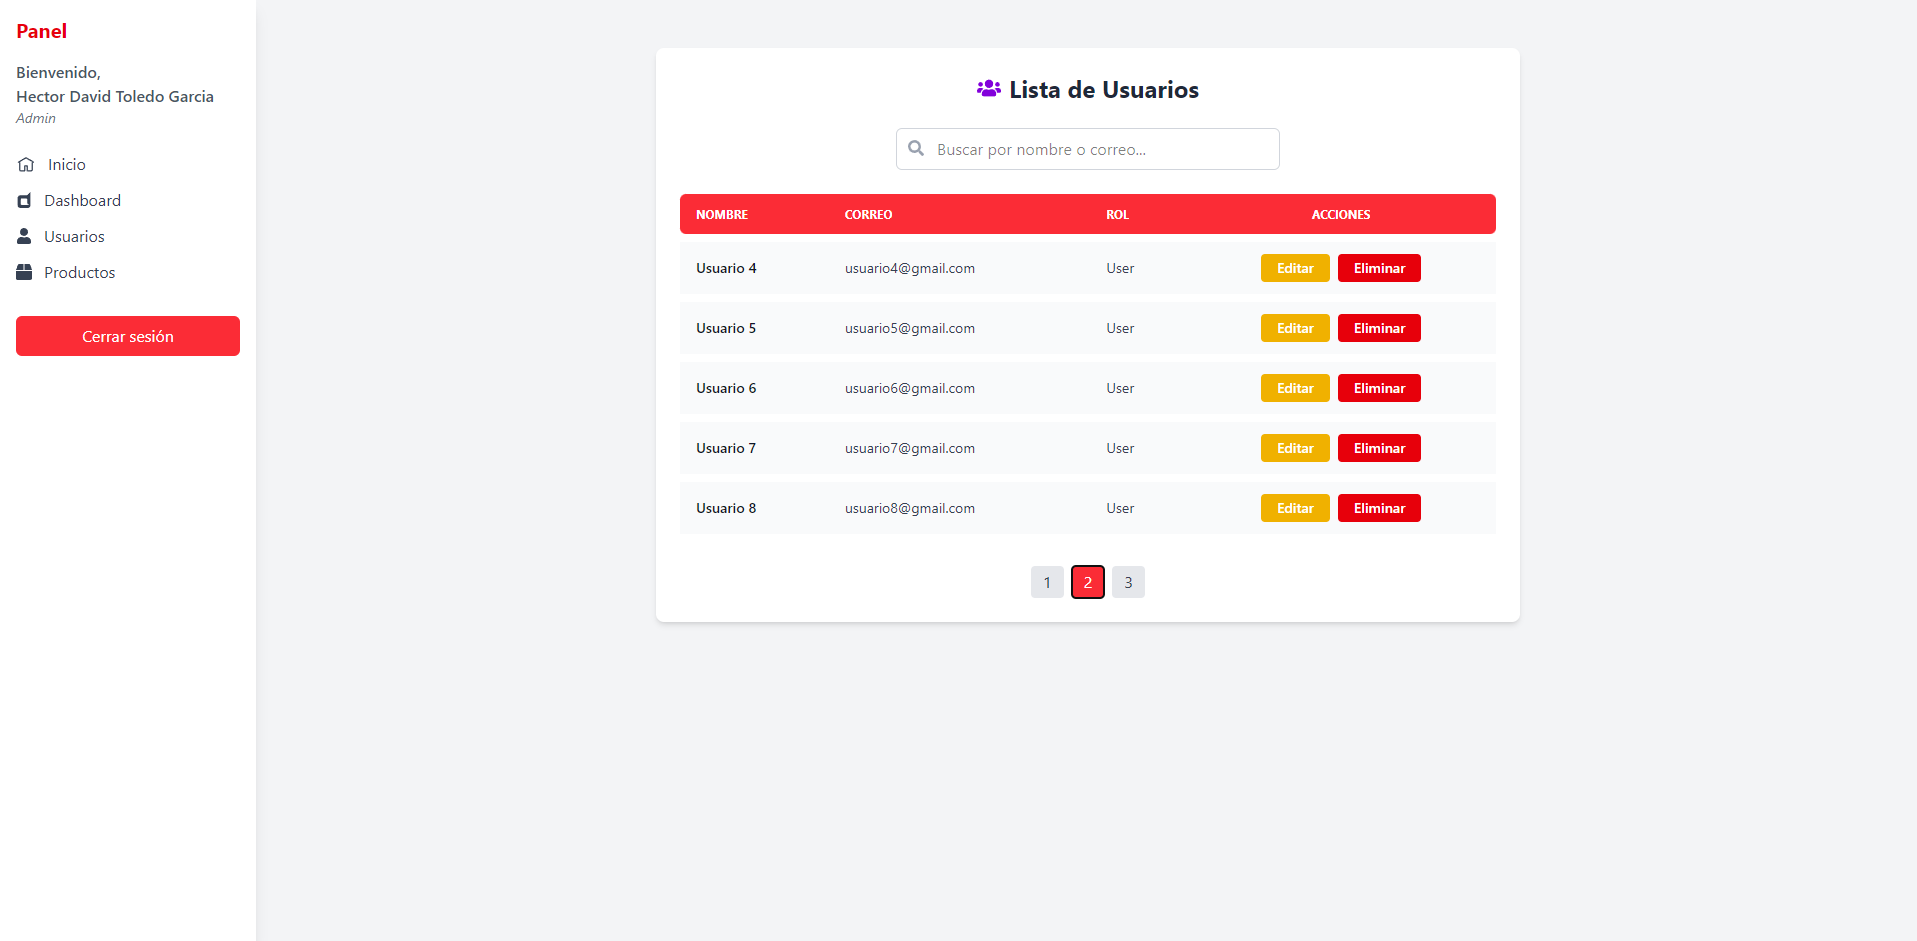 Panel
Bienvenido,
Hector David Toledo Garcia
Admin
Inicio
Dashboard
Usuarios
Productos
Cerrar sesión
Lista de Usuarios
Buscar por nombre o correo...
NOMBRE CORREO ROL ACCIONES
Usuario 4 usuario4@gmail.com User Editar Eliminar
Usuario 5 usuario5@gmail.com User Editar Eliminar
Usuario 6 usuario6@gmail.com User Editar Eliminar
Usuario 7 usuario7@gmail.com User Editar Eliminar
Usuario 8 usuario8@gmail.com User Editar Eliminar
1 2 3